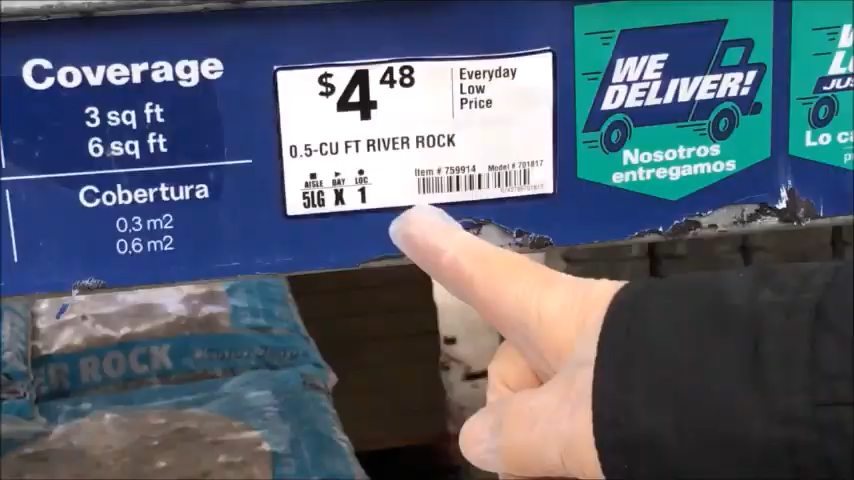 Coverage
3 sq ft
6 sq ft
Cobertura
0.3 m2
0.6 m2
$4.48
Everyday
Low
Price
0.5-CU FT RIVER ROCK
Item # 759914 Model # 701817
AISLE BAY LOC
5LG X 1
WE
DELIVER!
Nosotros
entregamos!
Lo
ROCK